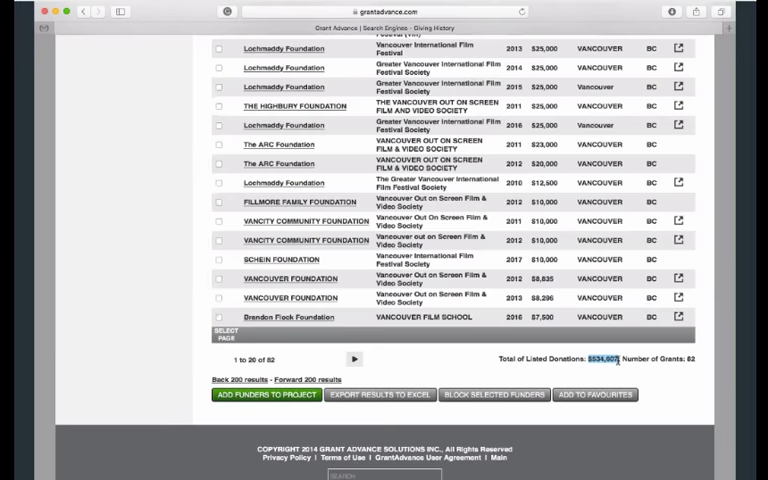 grantadvance.com
Grant Advance | Search Engines - Giving History
Lochmaddy Foundation Vancouver International Film Festival 2013 $25,000 VANCOUVER BC
Lochmaddy Foundation Greater Vancouver International Film Festival Society 2014 $25,000 VANCOUVER BC
Lochmaddy Foundation Greater Vancouver International Film Festival Society 2015 $25,000 Vancouver BC
THE HIGHBURY FOUNDATION THE VANCOUVER OUT ON SCREEN FILM AND VIDEO SOCIETY 2011 $25,000 VANCOUVER BC
Lochmaddy Foundation Greater Vancouver International Film Festival Society 2016 $25,000 Vancouver BC
The ARC Foundation VANCOUVER OUT ON SCREEN FILM & VIDEO SOCIETY 2011 $23,000 VANCOUVER BC
The ARC Foundation VANCOUVER OUT ON SCREEN FILM & VIDEO SOCIETY 2012 $20,000 VANCOUVER BC
Lochmaddy Foundation The Greater Vancouver International Film Festival Society 2010 $12,500 VANCOUVER BC
FILLMORE FAMILY FOUNDATION Vancouver Out on Screen Film & Video Society 2012 $10,000 VANCOUVER BC
VANCITY COMMUNITY FOUNDATION Vancouver Out On Screen Film & Video Society 2011 $10,000 VANCOUVER BC
VANCITY COMMUNITY FOUNDATION Vancouver out on Screen Film & Video Society 2012 $10,000 VANCOUVER BC
SCHEIN FOUNDATION Vancouver International Film Festival Society 2017 $10,000 VANCOUVER BC
VANCOUVER FOUNDATION Vancouver Out on Screen Film & Video Society 2012 $8,835 VANCOUVER BC
VANCOUVER FOUNDATION Vancouver Out on Screen Film & Video Society 2013 $8,296 VANCOUVER BC
Brandon Flock Foundation VANCOUVER FILM SCHOOL 2016 $7,500 VANCOUVER BC
SELECT PAGE
1 to 20 of 82 Total of Listed Donations: $534,607 Number of Grants: 82
Back 200 results - Forward 200 results
ADD FUNDERS TO PROJECT EXPORT RESULTS TO EXCEL BLOCK SELECTED FUNDERS ADD TO FAVOURITES
COPYRIGHT 2014 GRANT ADVANCE SOLUTIONS INC., All Rights Reserved
Privacy Policy | Terms of Use | GrantAdvance User Agreement | Main
SEARCH